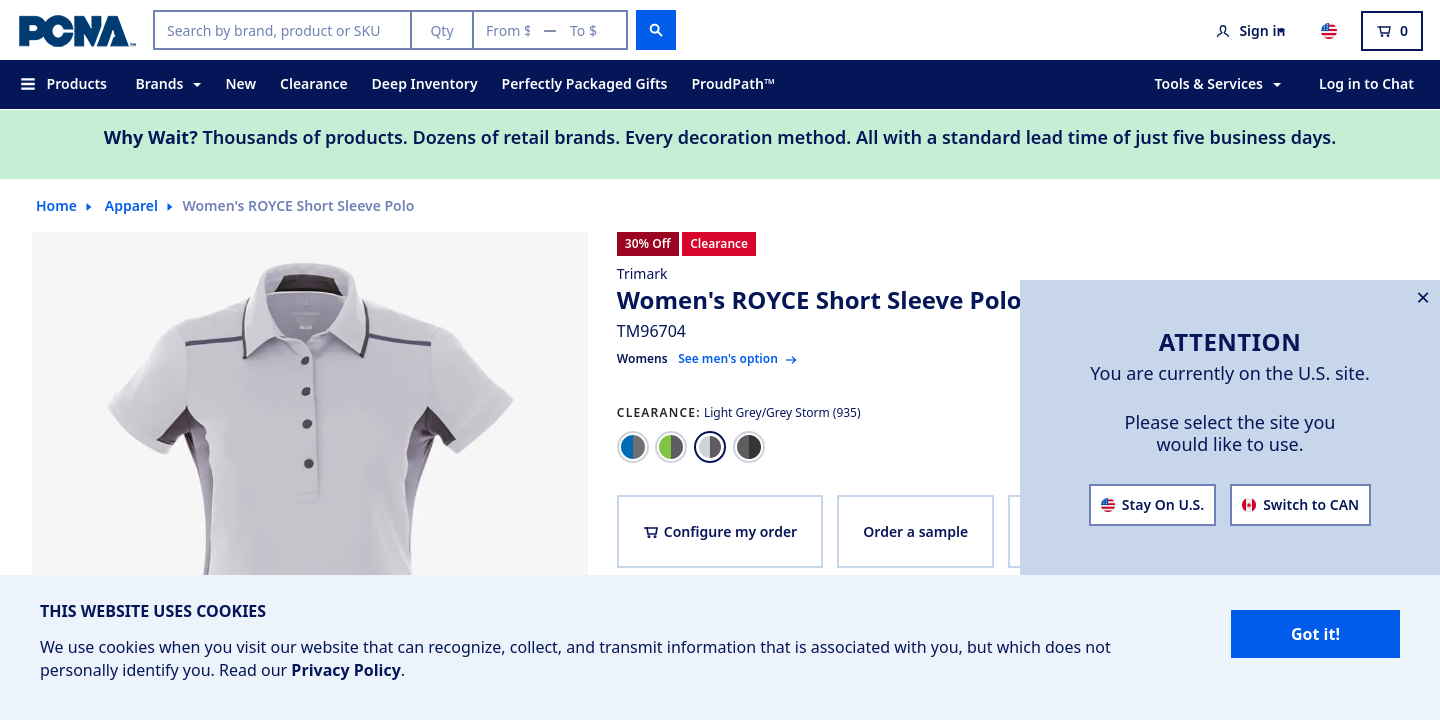 PCNA™
Search by brand, product or SKU
Qty
From $
To $
Sign in
0
Products
Brands
New
Clearance
Deep Inventory
Perfectly Packaged Gifts
ProudPath™
Tools & Services
Log in to Chat
Why Wait? Thousands of products. Dozens of retail brands. Every decoration method. All with a standard lead time of just five business days.
Home
Apparel
Women's ROYCE Short Sleeve Polo
30% Off
Clearance
Trimark
Women's ROYCE Short Sleeve Polo
TM96704
Womens See men's option
CLEARANCE: Light Grey/Grey Storm (935)
Configure my order
Order a sample
ATTENTION
You are currently on the U.S. site.
Please select the site you
would like to use.
Stay On U.S.
Switch to CAN
THIS WEBSITE USES COOKIES
We use cookies when you visit our website that can recognize, collect, and transmit information that is associated with you, but which does not
personally identify you. Read our Privacy Policy.
Got it!